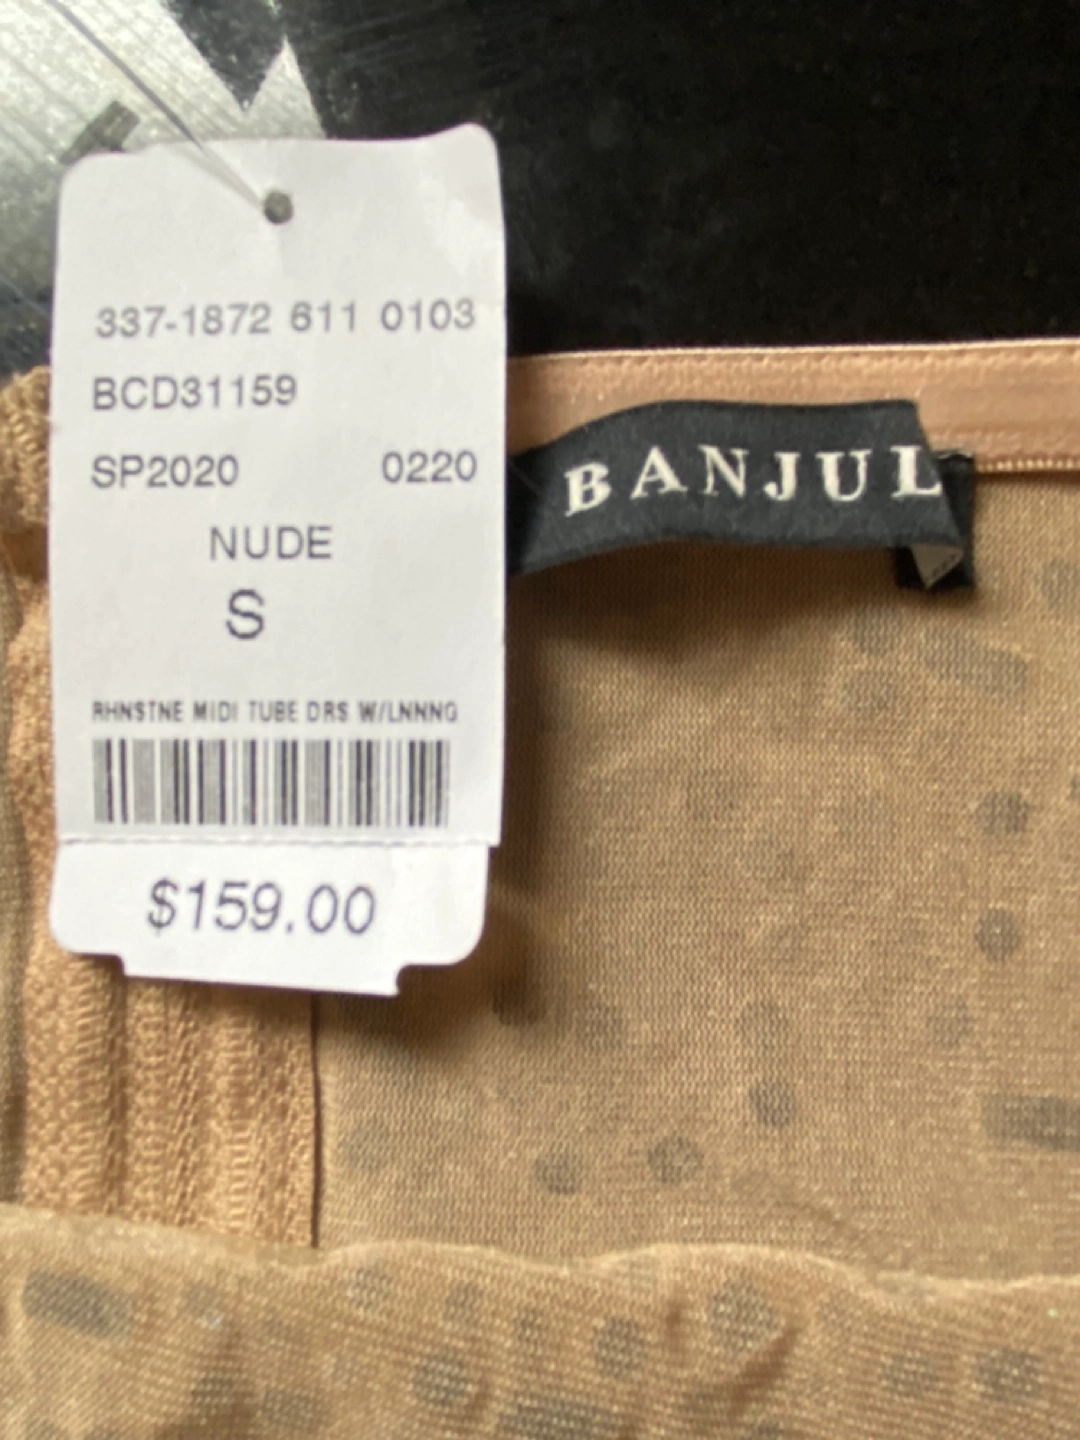 337-1872 611 0103
BCD31159
SP2020 0220
NUDE
S
RHNSTNE MIDI TUBE DRS W/LNNNG
$159.00
BANJUL